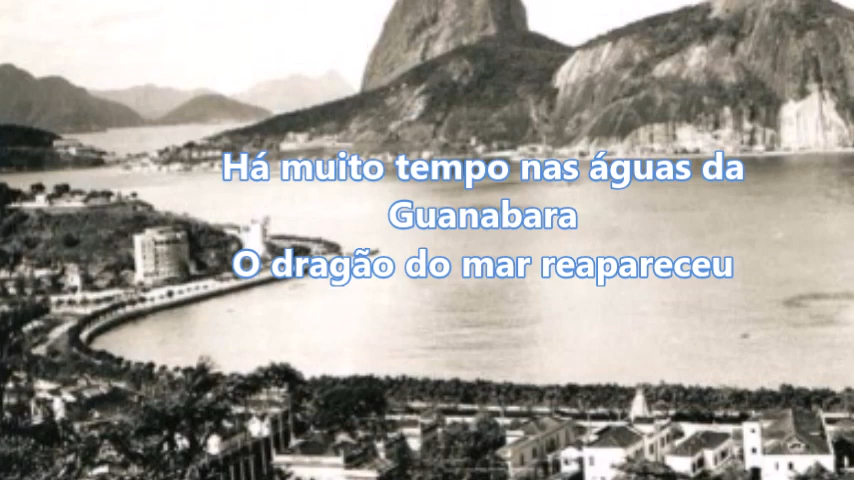 Há muito tempo nas águas da
Guanabara
O dragão do mar reapareceu